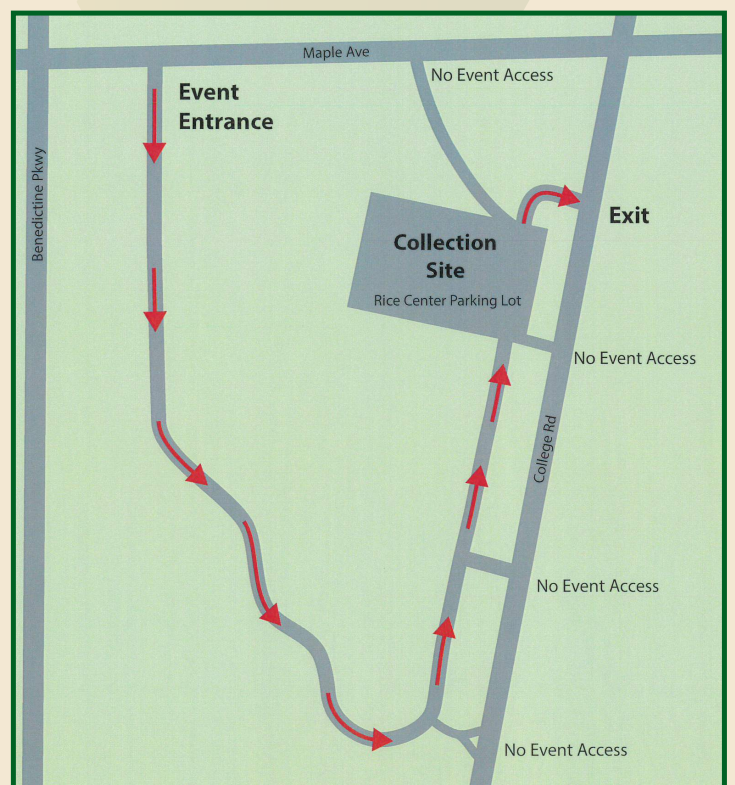 Maple Ave
No Event Access
Event
Entrance
Benedictine Pkwy
Exit
Collection
Site
Rice Center Parking Lot
No Event Access
College Rd
No Event Access
No Event Access